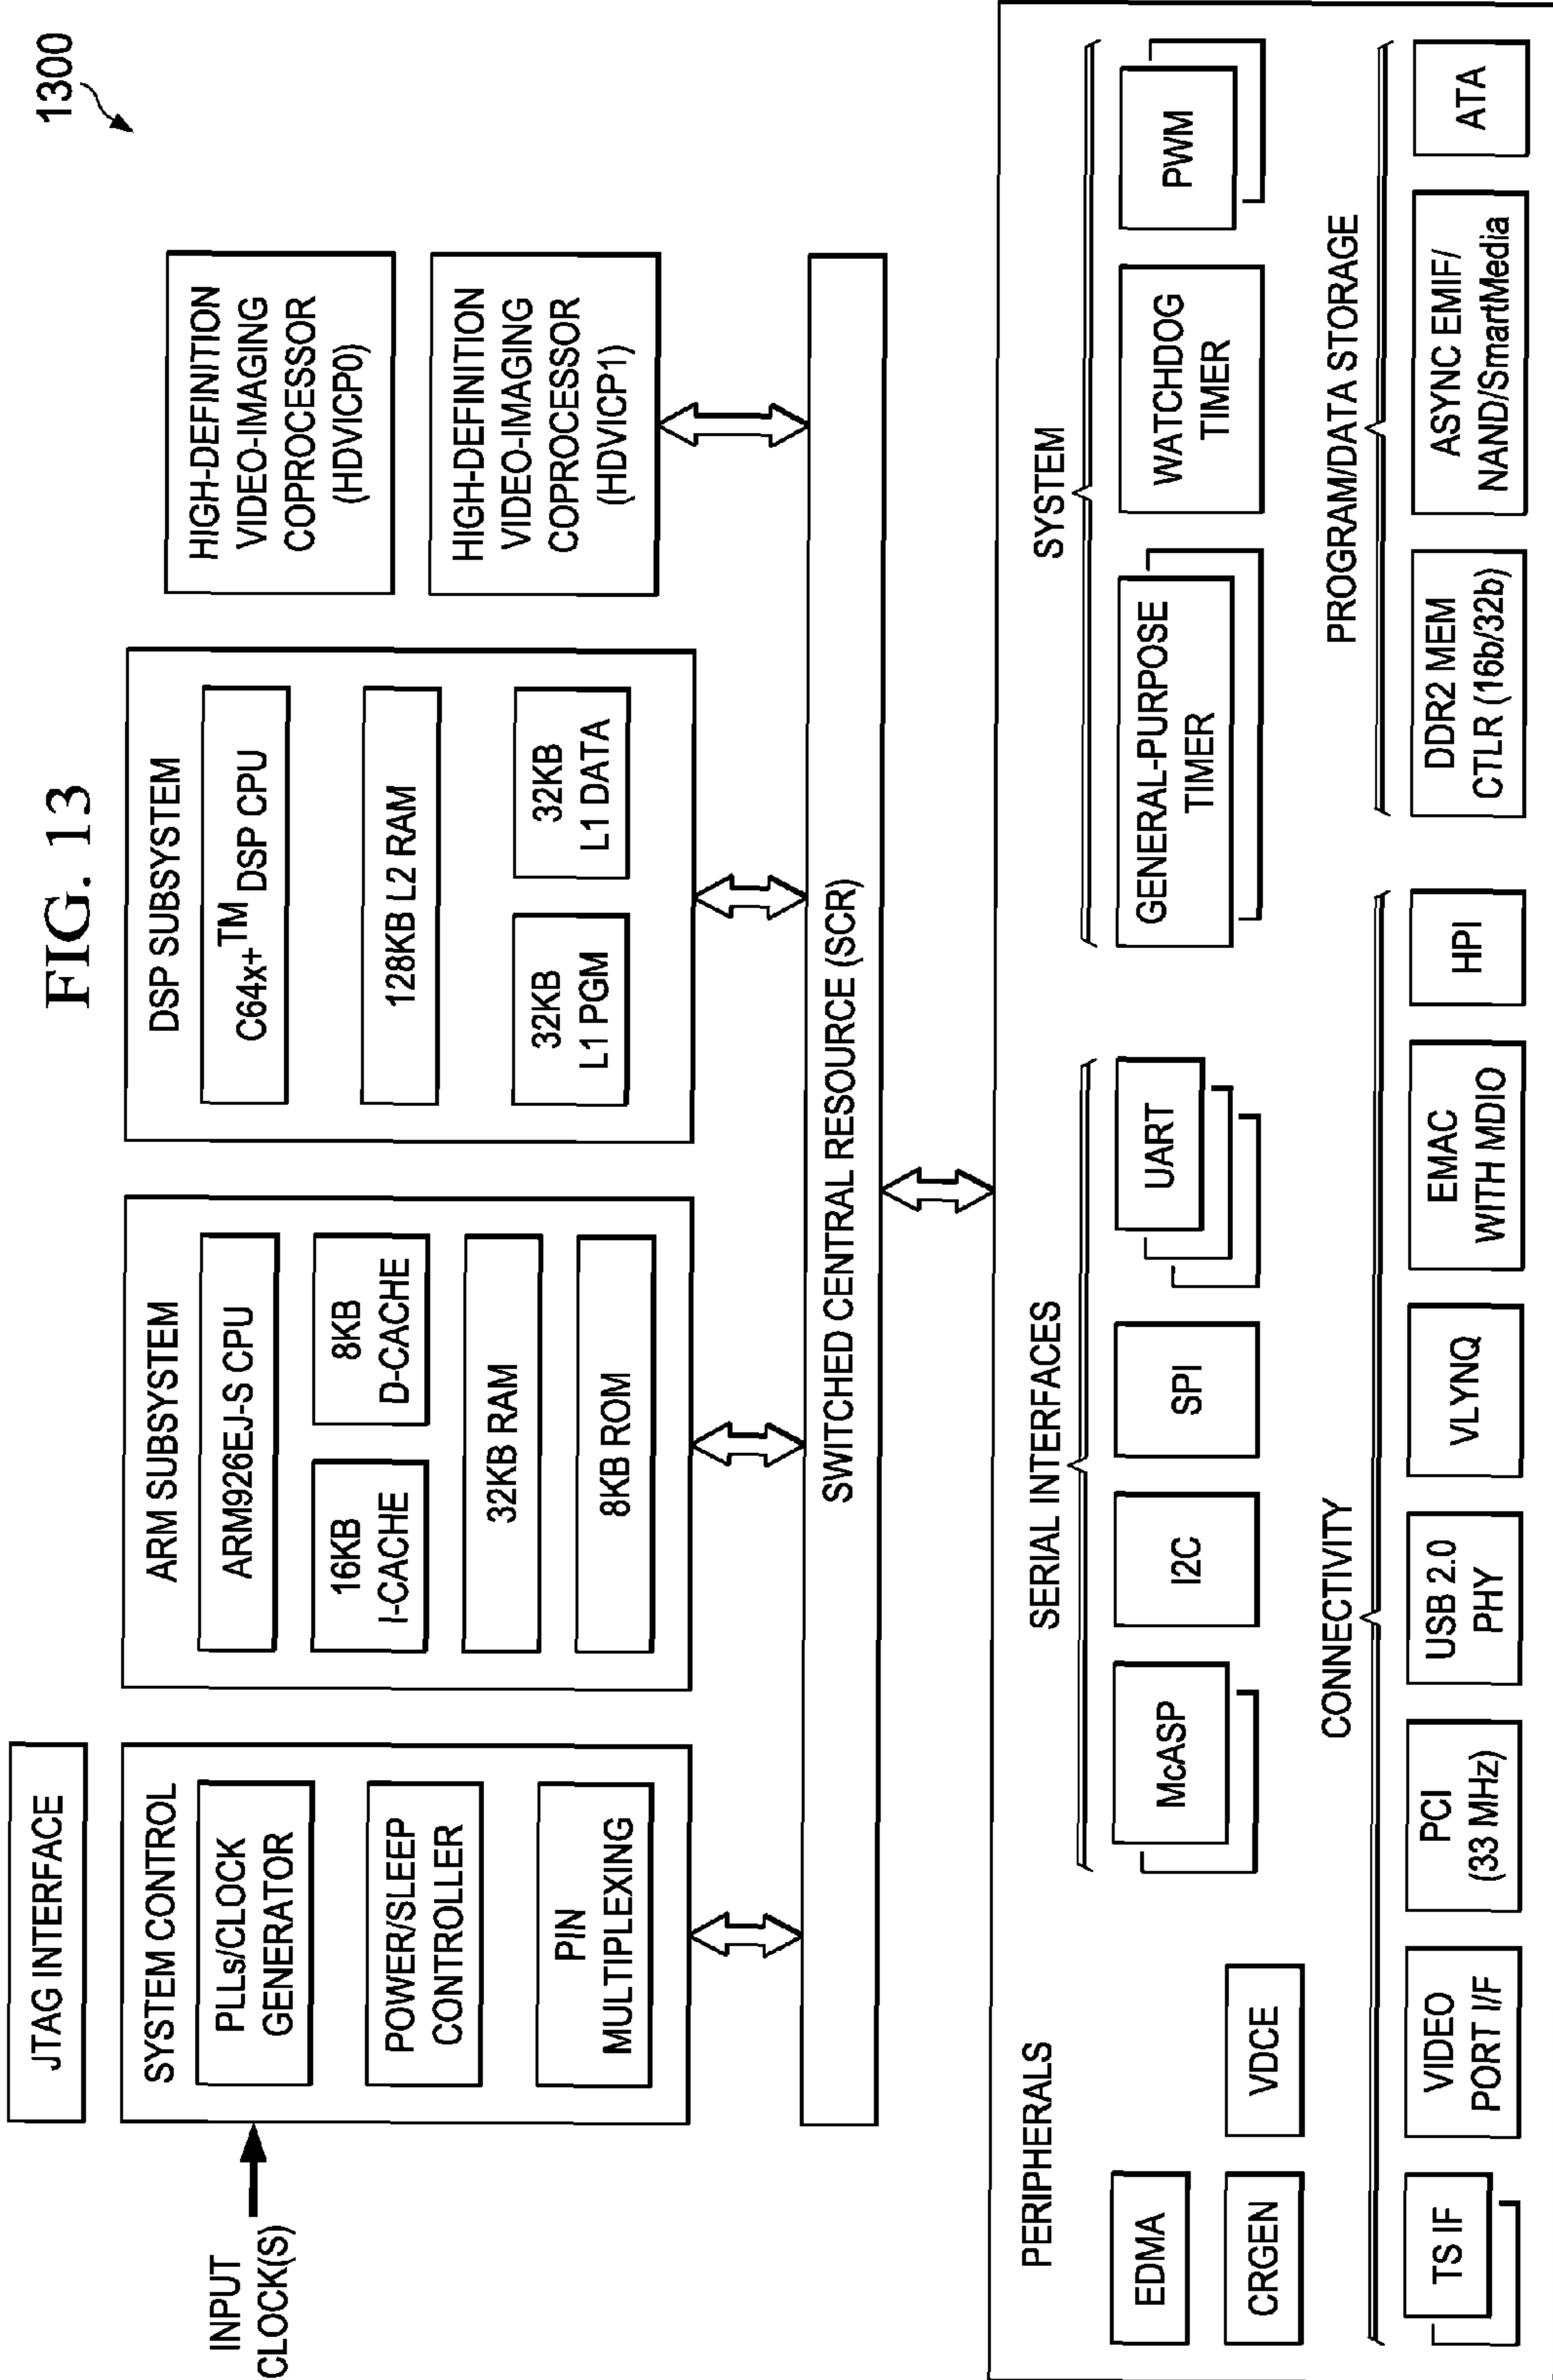 FIG. 13
1300
JTAG INTERFACE
INPUT
CLOCK(S)
SYSTEM CONTROL
PLLs/CLOCK
GENERATOR
POWER/SLEEP
CONTROLLER
PIN
MULTIPLEXING
ARM SUBSYSTEM
ARM926EJ-S CPU
16KB
I-CACHE
8KB
D-CACHE
32KB RAM
8KB ROM
DSP SUBSYSTEM
C64x+™ DSP CPU
128KB L2 RAM
32KB
L1 PGM
32KB
L1 DATA
HIGH-DEFINITION
VIDEO-IMAGING
COPROCESSOR
(HDVICP0)
HIGH-DEFINITION
VIDEO-IMAGING
COPROCESSOR
(HDVICP1)
SWITCHED CENTRAL RESOURCE (SCR)
PERIPHERALS
EDMA
CRGEN
VDCE
SERIAL INTERFACES
McASP
I2C
SPI
UART
SYSTEM
GENERAL-PURPOSE
TIMER
WATCHDOG
TIMER
PWM
CONNECTIVITY
TS IF
VIDEO
PORT I/F
PCI
(33 MHz)
USB 2.0
PHY
VLYNQ
EMAC
WITH MDIO
HPI
PROGRAM/DATA STORAGE
DDR2 MEM
CTLR (16b/32b)
ASYNC EMIF/
NAND/SmartMedia
ATA